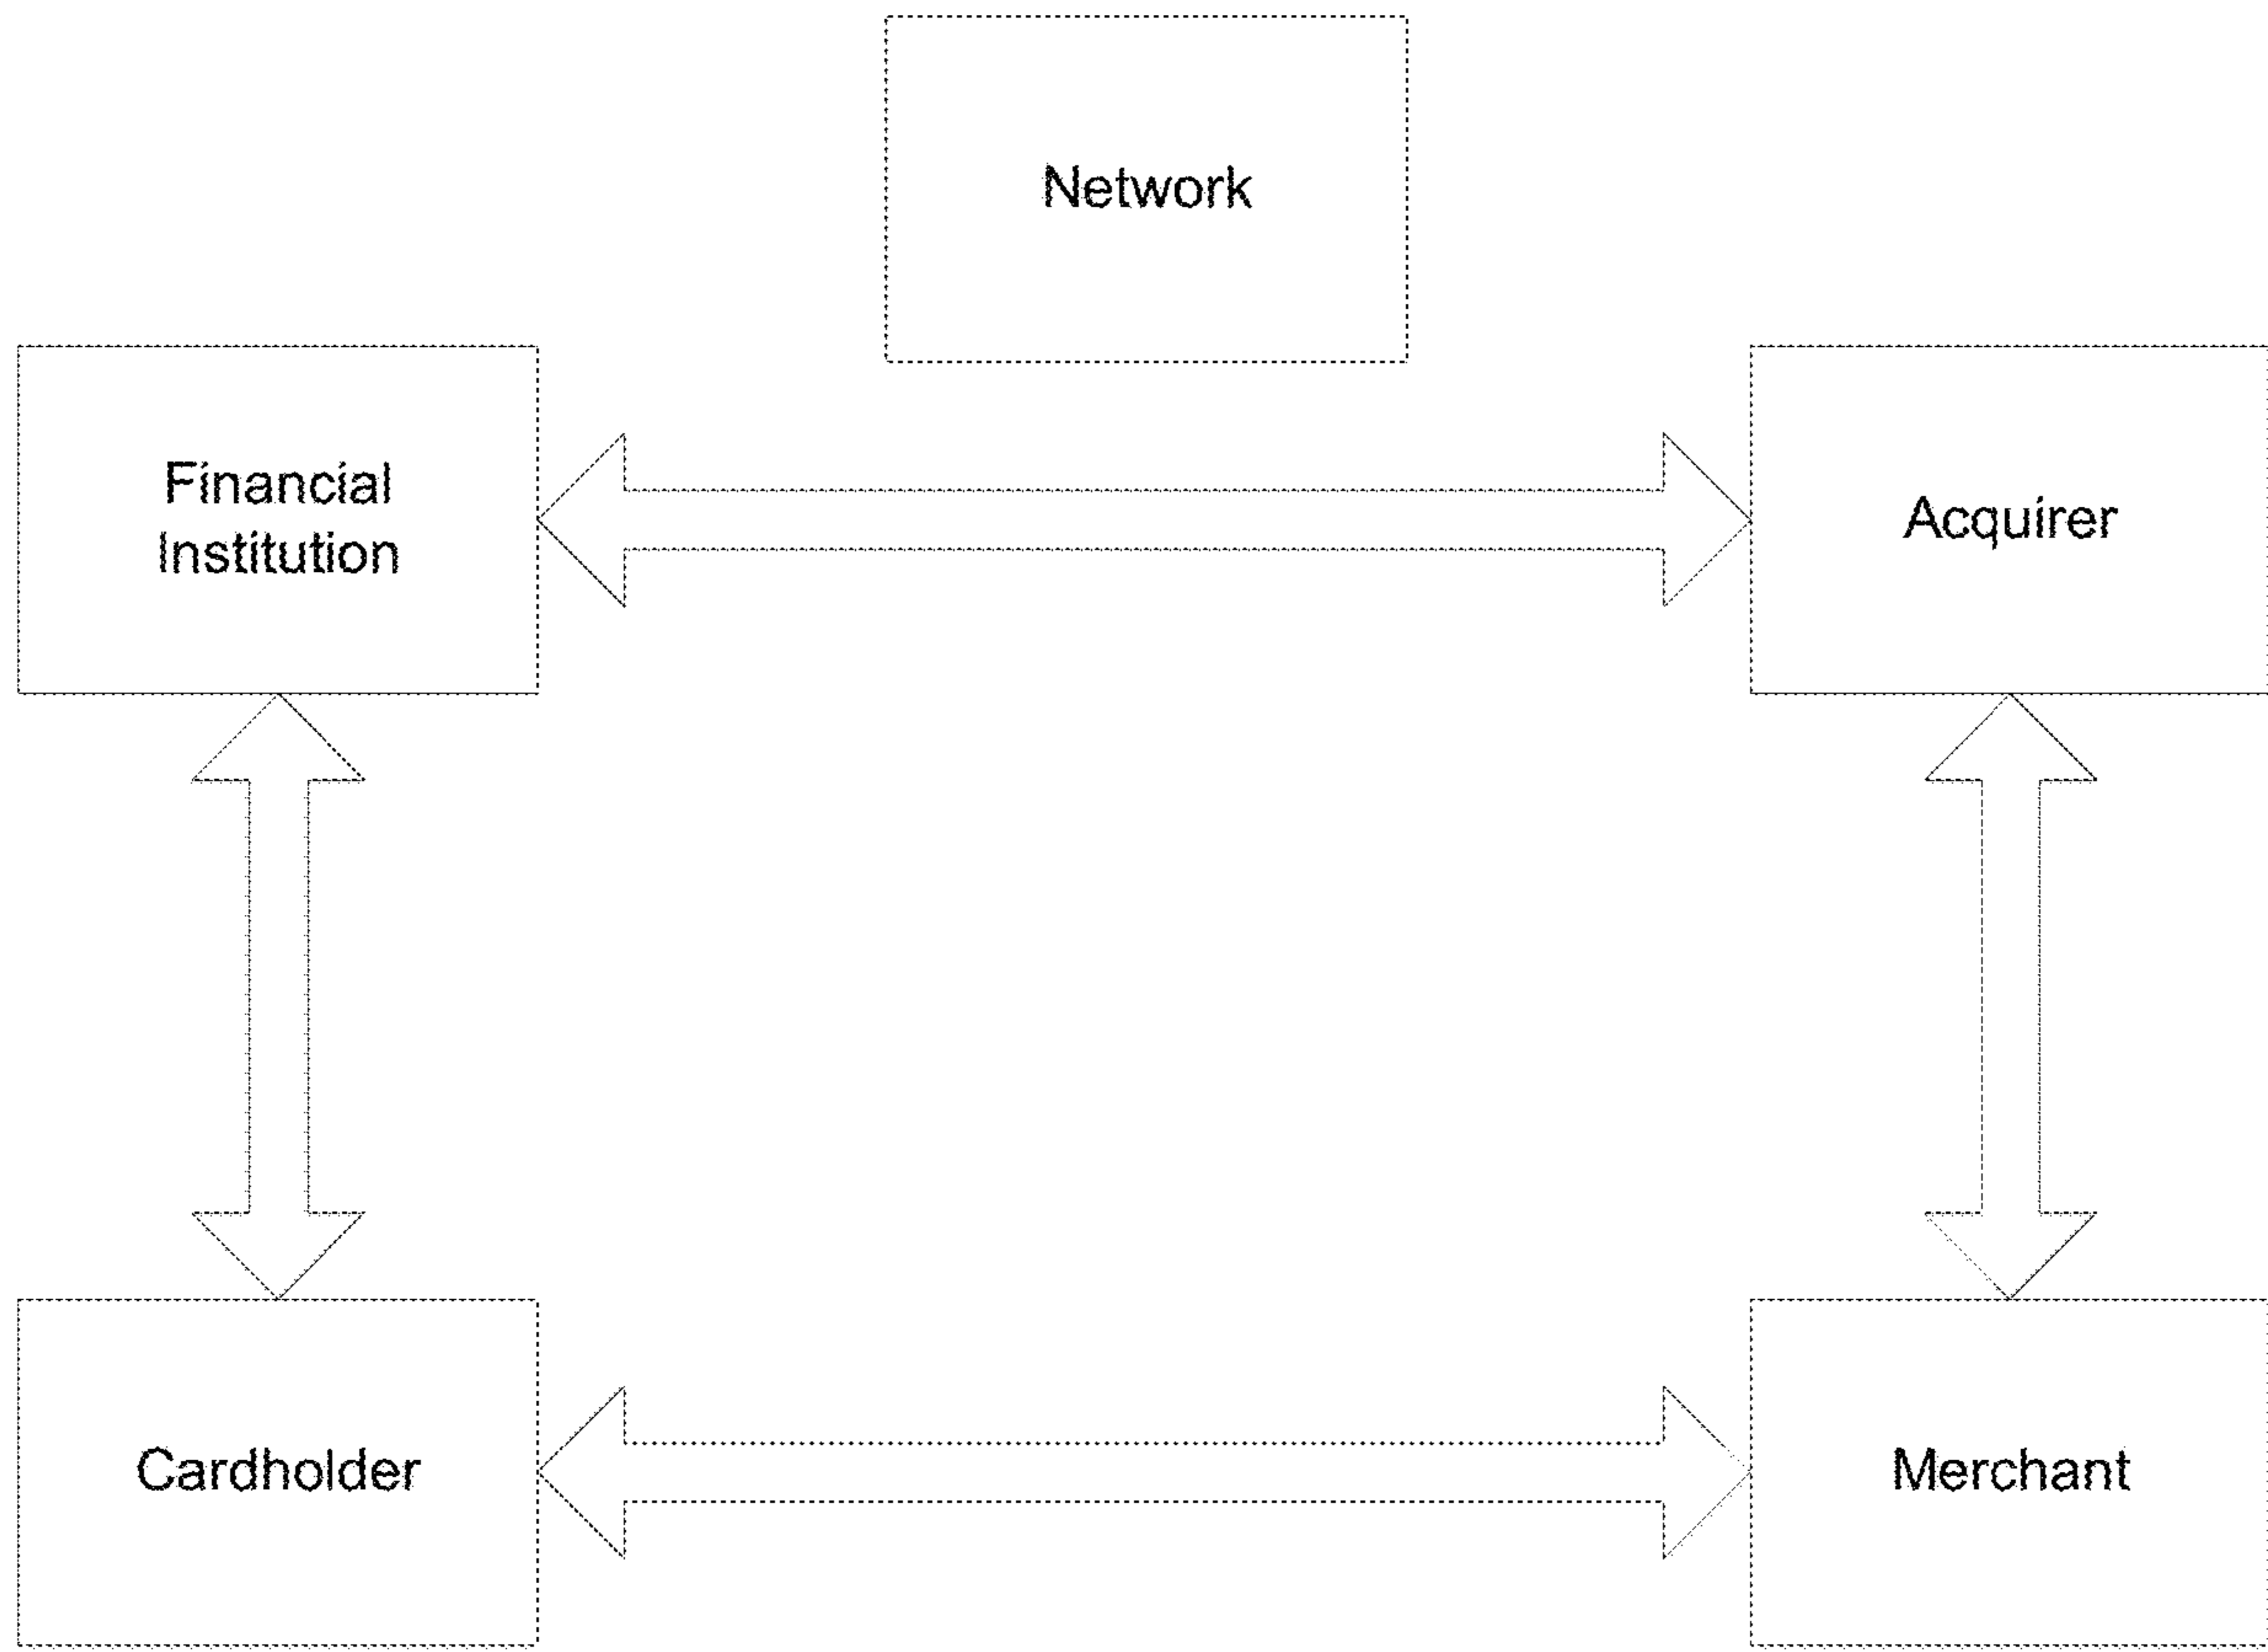 Network
Financial
Institution
Acquirer
Cardholder
Merchant